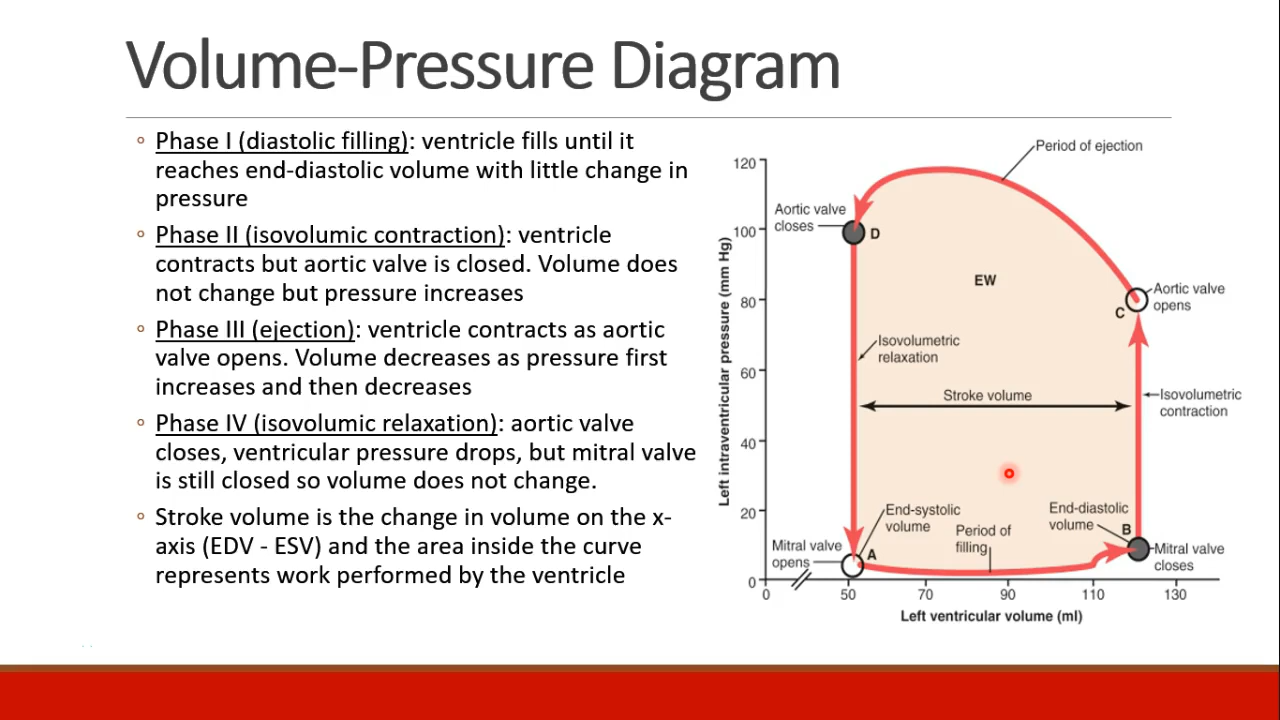 Volume-Pressure Diagram
◦ Phase I (diastolic filling): ventricle fills until it
reaches end-diastolic volume with little change in
pressure
◦ Phase II (isovolumic contraction): ventricle
contracts but aortic valve is closed. Volume does
not change but pressure increases
◦ Phase III (ejection): ventricle contracts as aortic
valve opens. Volume decreases as pressure first
increases and then decreases
◦ Phase IV (isovolumic relaxation): aortic valve
closes, ventricular pressure drops, but mitral valve
is still closed so volume does not change.
◦ Stroke volume is the change in volume on the x-
axis (EDV - ESV) and the area inside the curve
represents work performed by the ventricle
Period of ejection
120
Aortic valve
closes
100
D
EW
Aortic valve
opens
80
C
Isovolumetric
relaxation
60
Stroke volume
Isovolumetric
contraction
40
Left intraventricular pressure (mm Hg)
20
End-systolic
volume
Period of
filling
End-diastolic
volume
B
Mitral valve
opens
A
Mitral valve
closes
0
0
50
70
90
110
130
Left ventricular volume (ml)